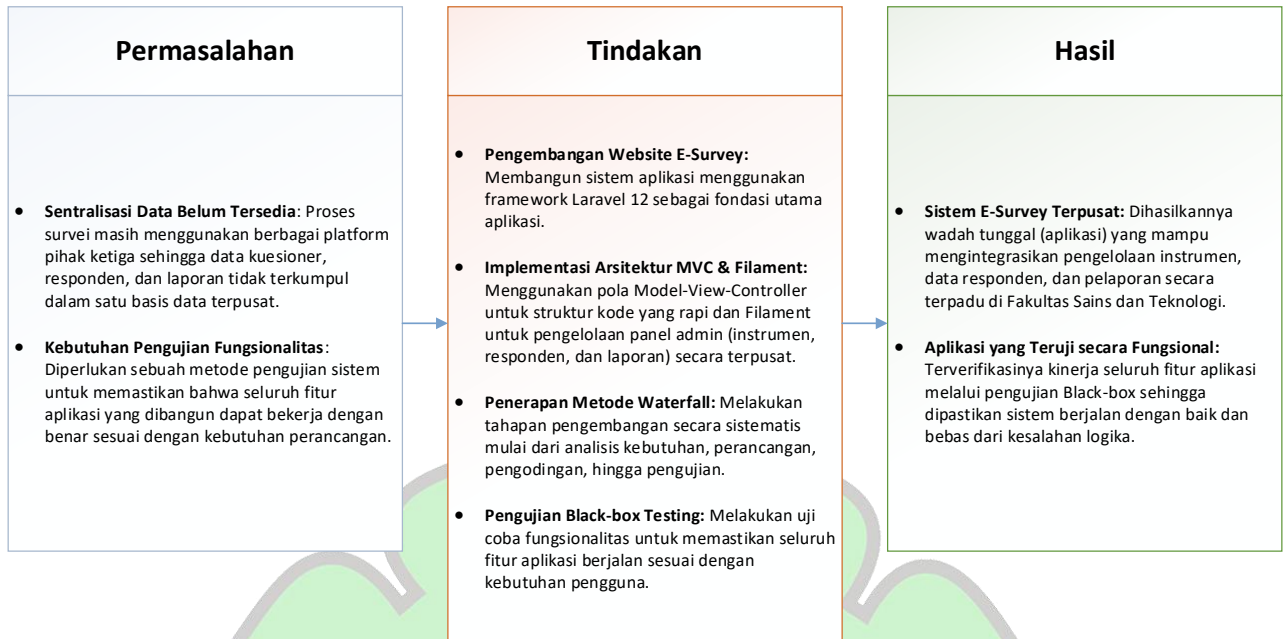 Permasalahan
Sentralisasi Data Belum Tersedia: Proses
survei masih menggunakan berbagai platform
pihak ketiga sehingga data kuesioner,
responden, dan laporan tidak terkumpul
dalam satu basis data terpusat.
Kebutuhan Pengujian Fungsionalitas:
Diperlukan sebuah metode pengujian sistem
untuk memastikan bahwa seluruh fitur
aplikasi yang dibangun dapat bekerja dengan
benar sesuai dengan kebutuhan perancangan.
Tindakan
Pengembangan Website E-Survey:
Membangun sistem aplikasi menggunakan
framework Laravel 12 sebagai fondasi utama
aplikasi.
Implementasi Arsitektur MVC & Filament:
Menggunakan pola Model-View-Controller
untuk struktur kode yang rapi dan Filament
untuk pengelolaan panel admin (instrumen,
responden, dan laporan) secara terpusat.
Penerapan Metode Waterfall: Melakukan
tahapan pengembangan secara sistematis
mulai dari analisis kebutuhan, perancangan,
pengodingan, hingga pengujian.
Pengujian Black-box Testing: Melakukan uji
coba fungsionalitas untuk memastikan seluruh
fitur aplikasi berjalan sesuai dengan
kebutuhan pengguna.
Hasil
Sistem E-Survey Terpusat: Dihasilkannya
wadah tunggal (aplikasi) yang mampu
mengintegrasikan pengelolaan instrumen,
data responden, dan pelaporan secara
terpadu di Fakultas Sains dan Teknologi.
Aplikasi yang Teruji secara Fungsional:
Terverifikasinya kinerja seluruh fitur aplikasi
melalui pengujian Black-box sehingga
dipastikan sistem berjalan dengan baik dan
bebas dari kesalahan logika.